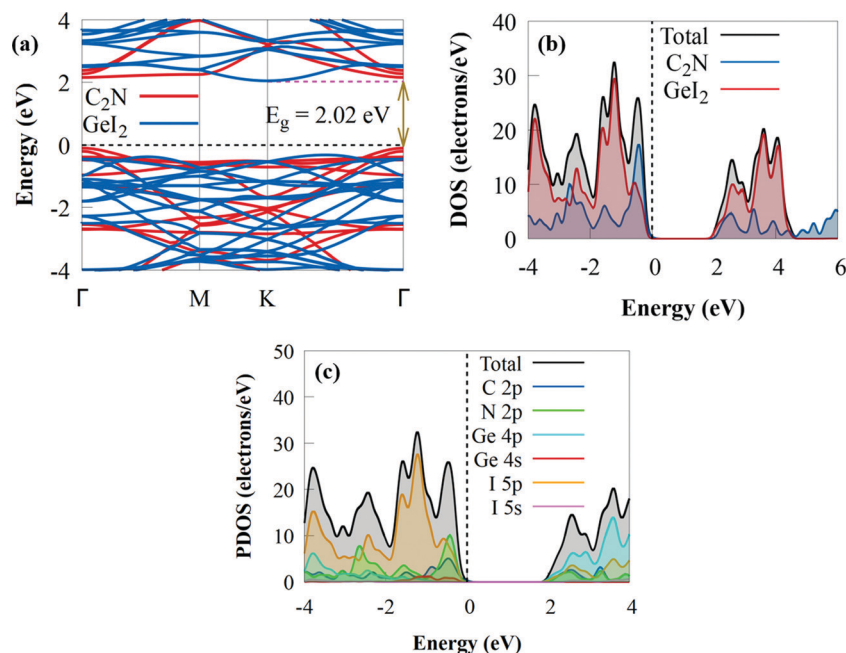 (a)
Energy (eV)
4
2
0
-2
-4
C₂N
GeI₂
E_g = 2.02 eV
Γ M K Γ
(b)
DOS (electrons/eV)
40
30
20
10
0
Total
C₂N
GeI₂
-4 -2 0 2 4 6
Energy (eV)
(c)
PDOS (electrons/eV)
50
40
30
20
10
0
Total
C 2p
N 2p
Ge 4p
Ge 4s
I 5p
I 5s
-4 -2 0 2 4
Energy (eV)